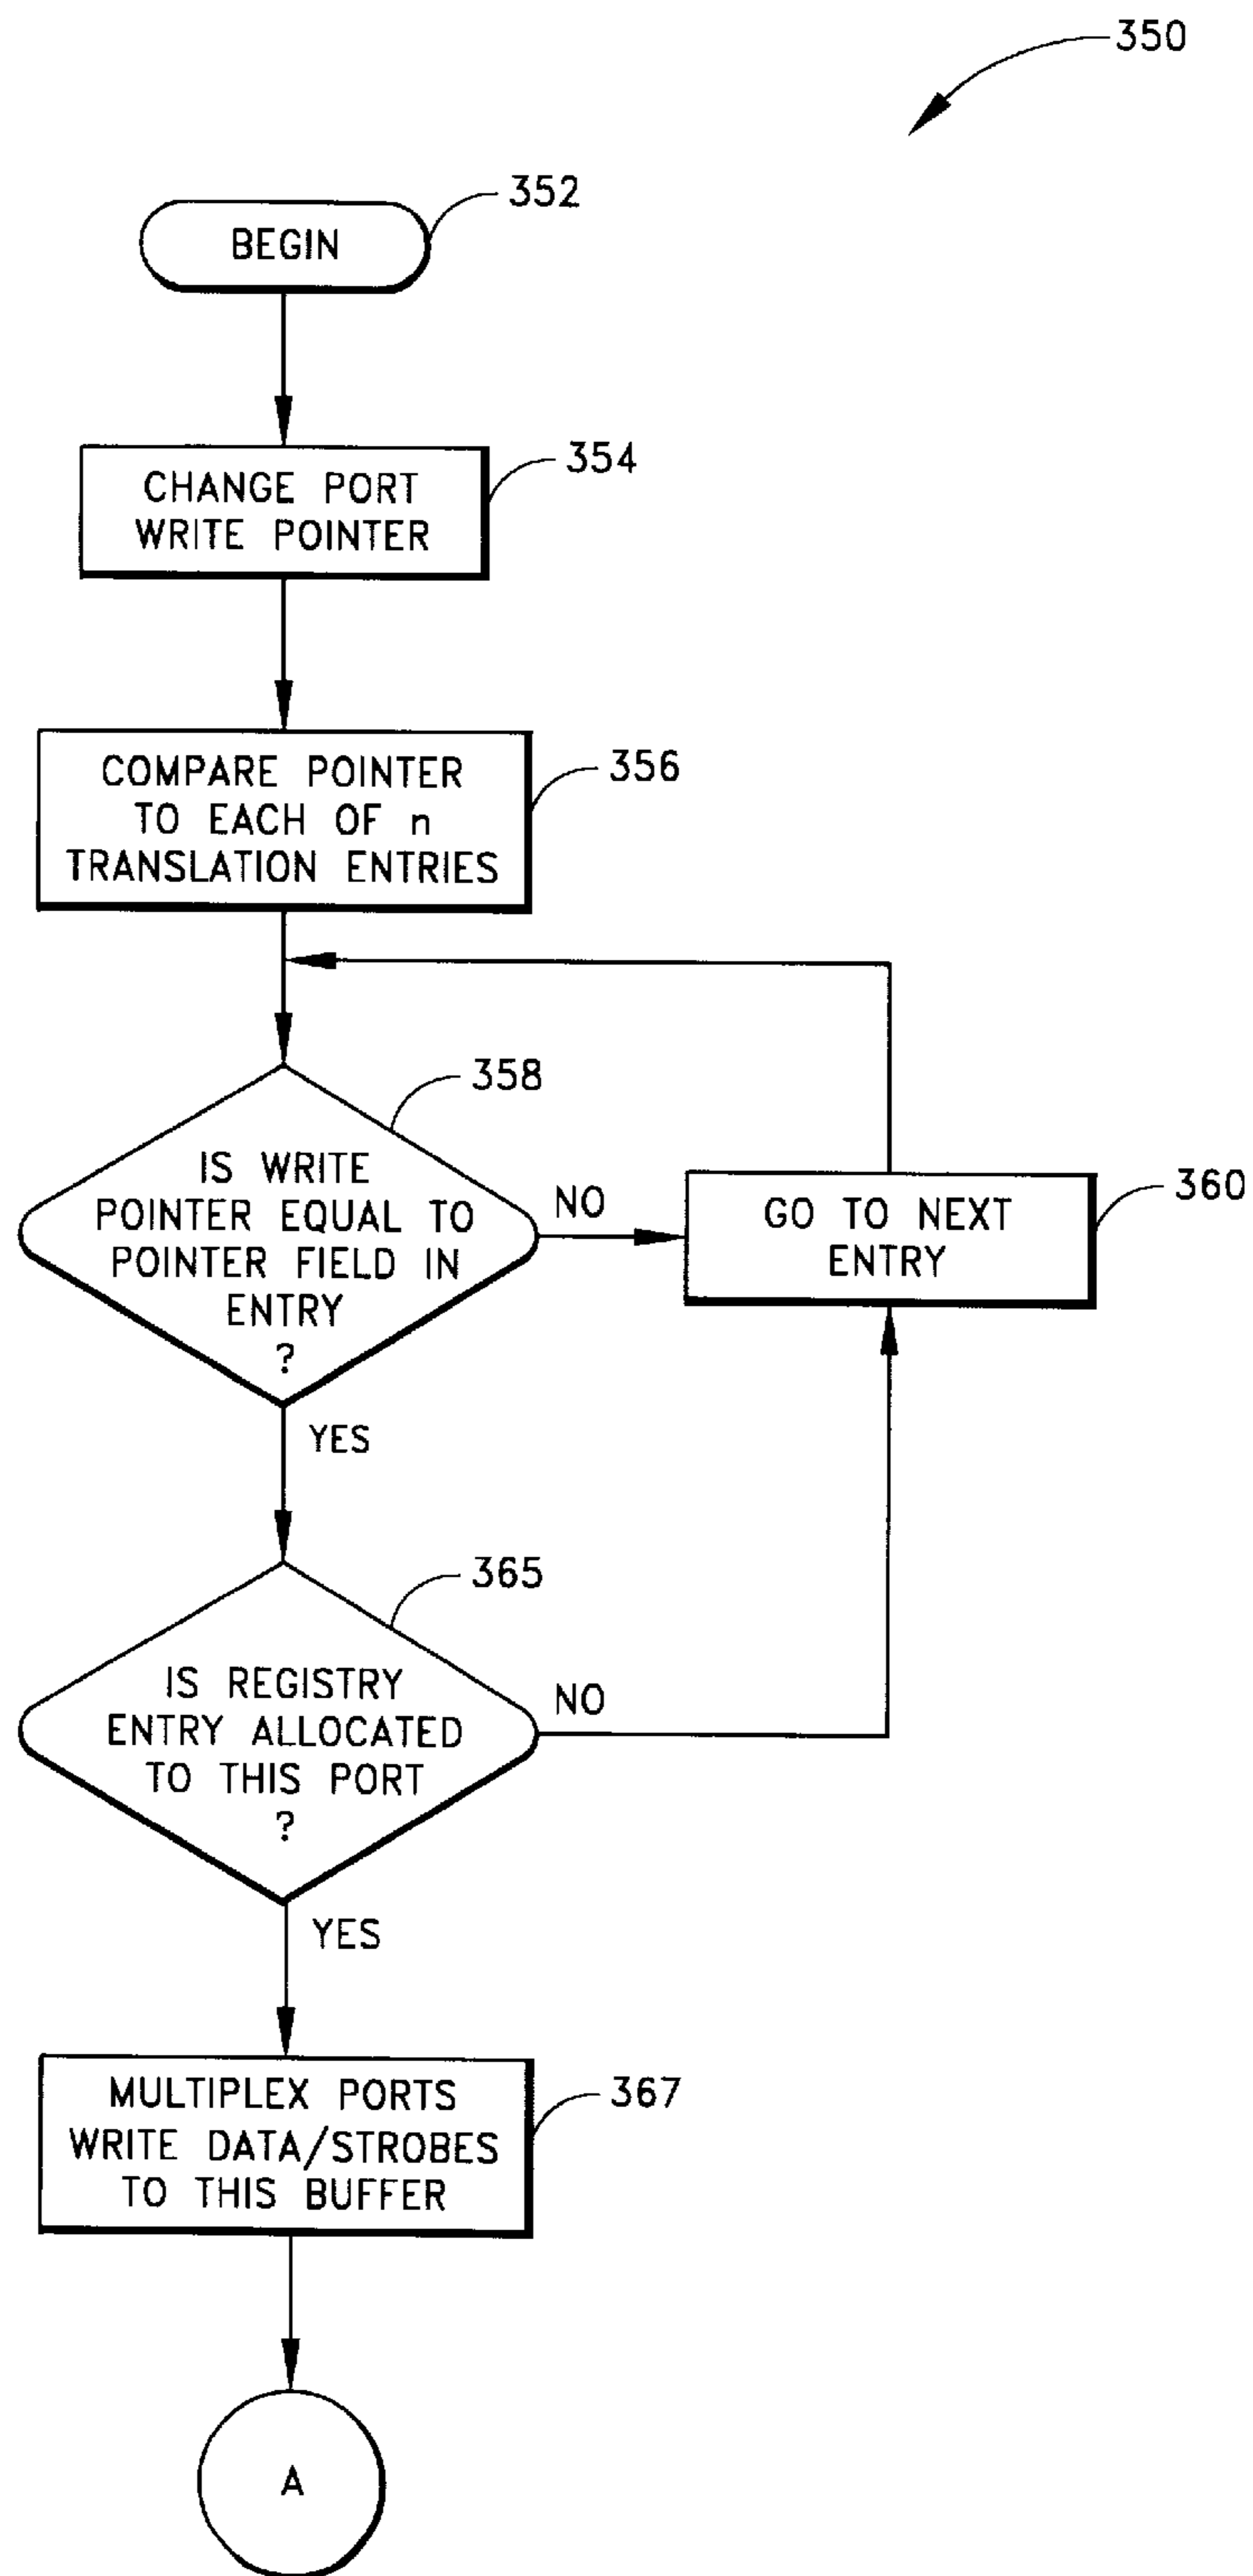 350
352
BEGIN
354
CHANGE PORT
WRITE POINTER
356
COMPARE POINTER
TO EACH OF n
TRANSLATION ENTRIES
358
IS WRITE
POINTER EQUAL TO
POINTER FIELD IN
ENTRY
?
NO
360
GO TO NEXT
ENTRY
YES
365
IS REGISTRY
ENTRY ALLOCATED
TO THIS PORT
?
NO
YES
367
MULTIPLEX PORTS
WRITE DATA/STROBES
TO THIS BUFFER
A